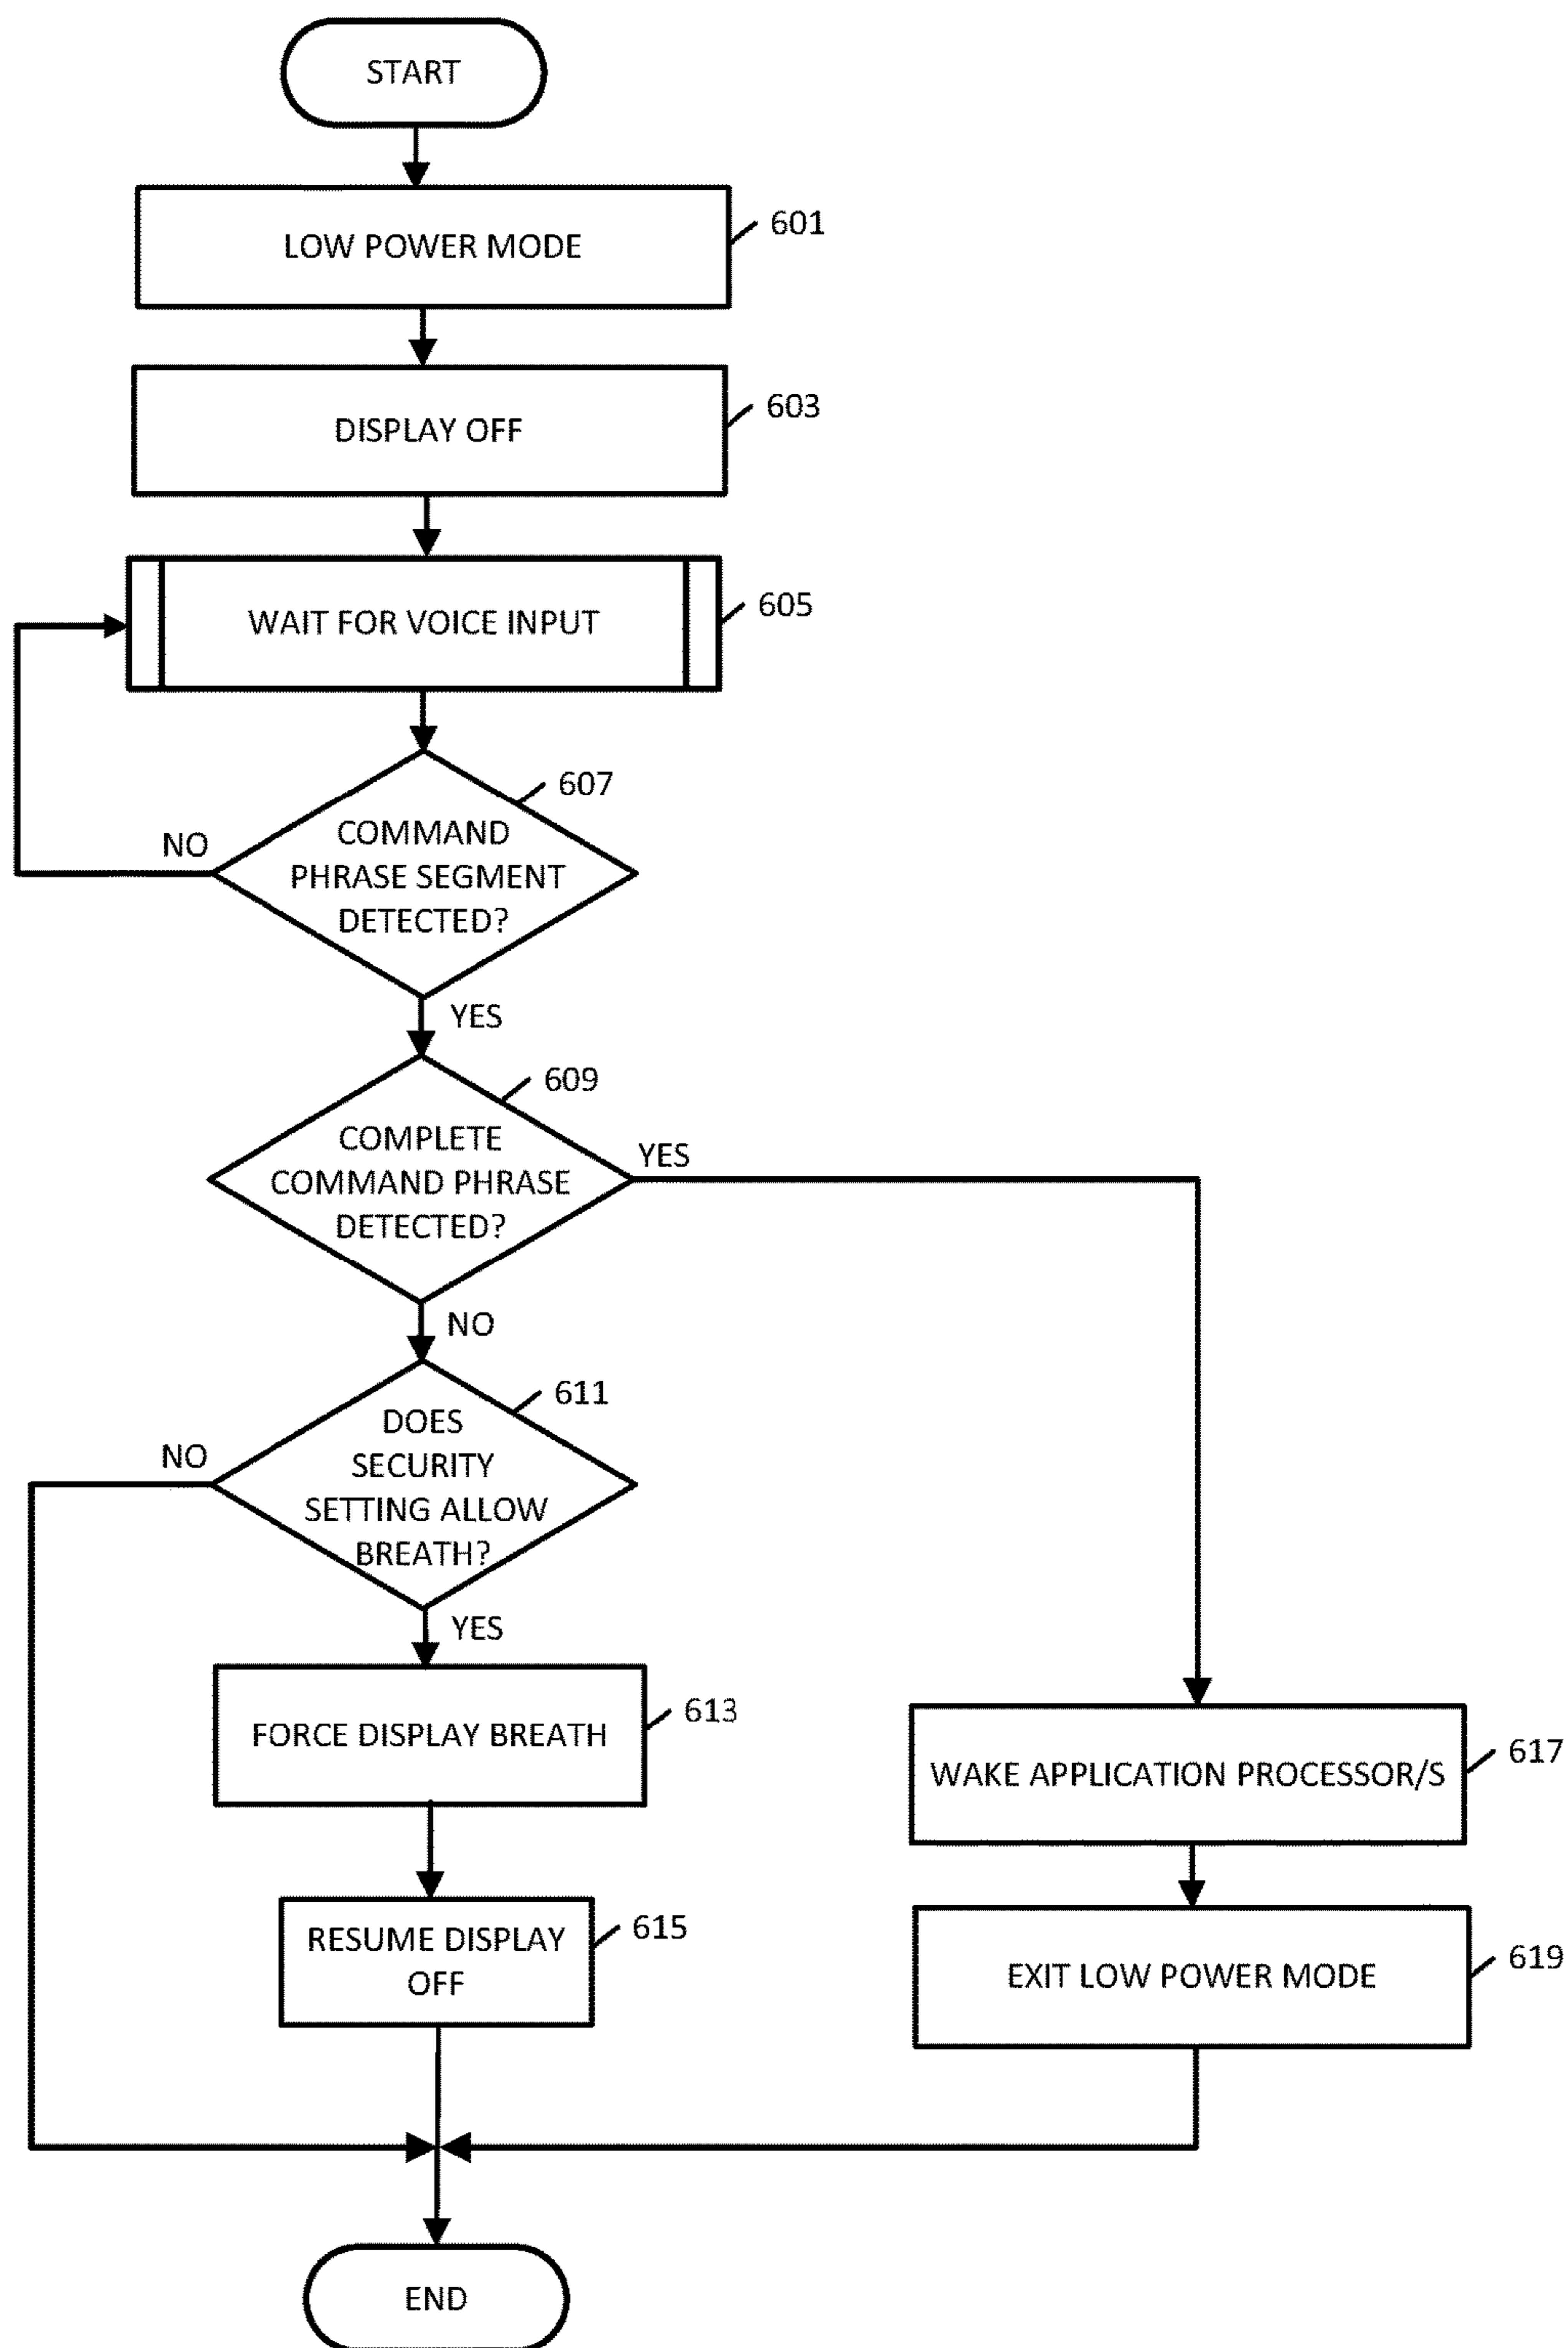 START
LOW POWER MODE
601
DISPLAY OFF
603
WAIT FOR VOICE INPUT
605
607
COMMAND
PHRASE SEGMENT
DETECTED?
NO
YES
609
COMPLETE
COMMAND PHRASE
DETECTED?
YES
NO
611
DOES
SECURITY
SETTING ALLOW
BREATH?
NO
YES
FORCE DISPLAY BREATH
613
WAKE APPLICATION PROCESSOR/S
617
RESUME DISPLAY
OFF
615
EXIT LOW POWER MODE
619
END